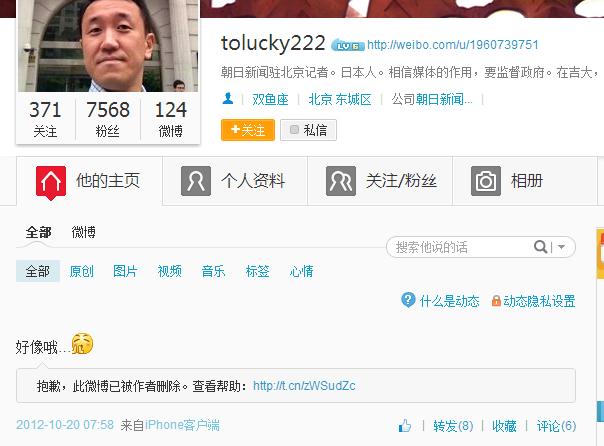 tolucky222 LV 6 http://weibo.com/u/1960739751
朝日新闻驻北京记者。日本人。相信媒体的作用，要监督政府。在吉大，
双鱼座 | 北京 东城区 | 公司朝日新闻... |
+关注 私信
371 7568 124
关注 粉丝 微博
他的主页 个人资料 关注/粉丝 相册
全部 微博
搜索他说的话
全部 原创 图片 视频 音乐 标签 心情
什么是动态 动态隐私设置
好像哦...
抱歉，此微博已被作者删除。查看帮助：http://t.cn/zWSudZc
2012-10-20 07:58 来自iPhone客户端 | 转发(8) | 收藏 | 评论(6)